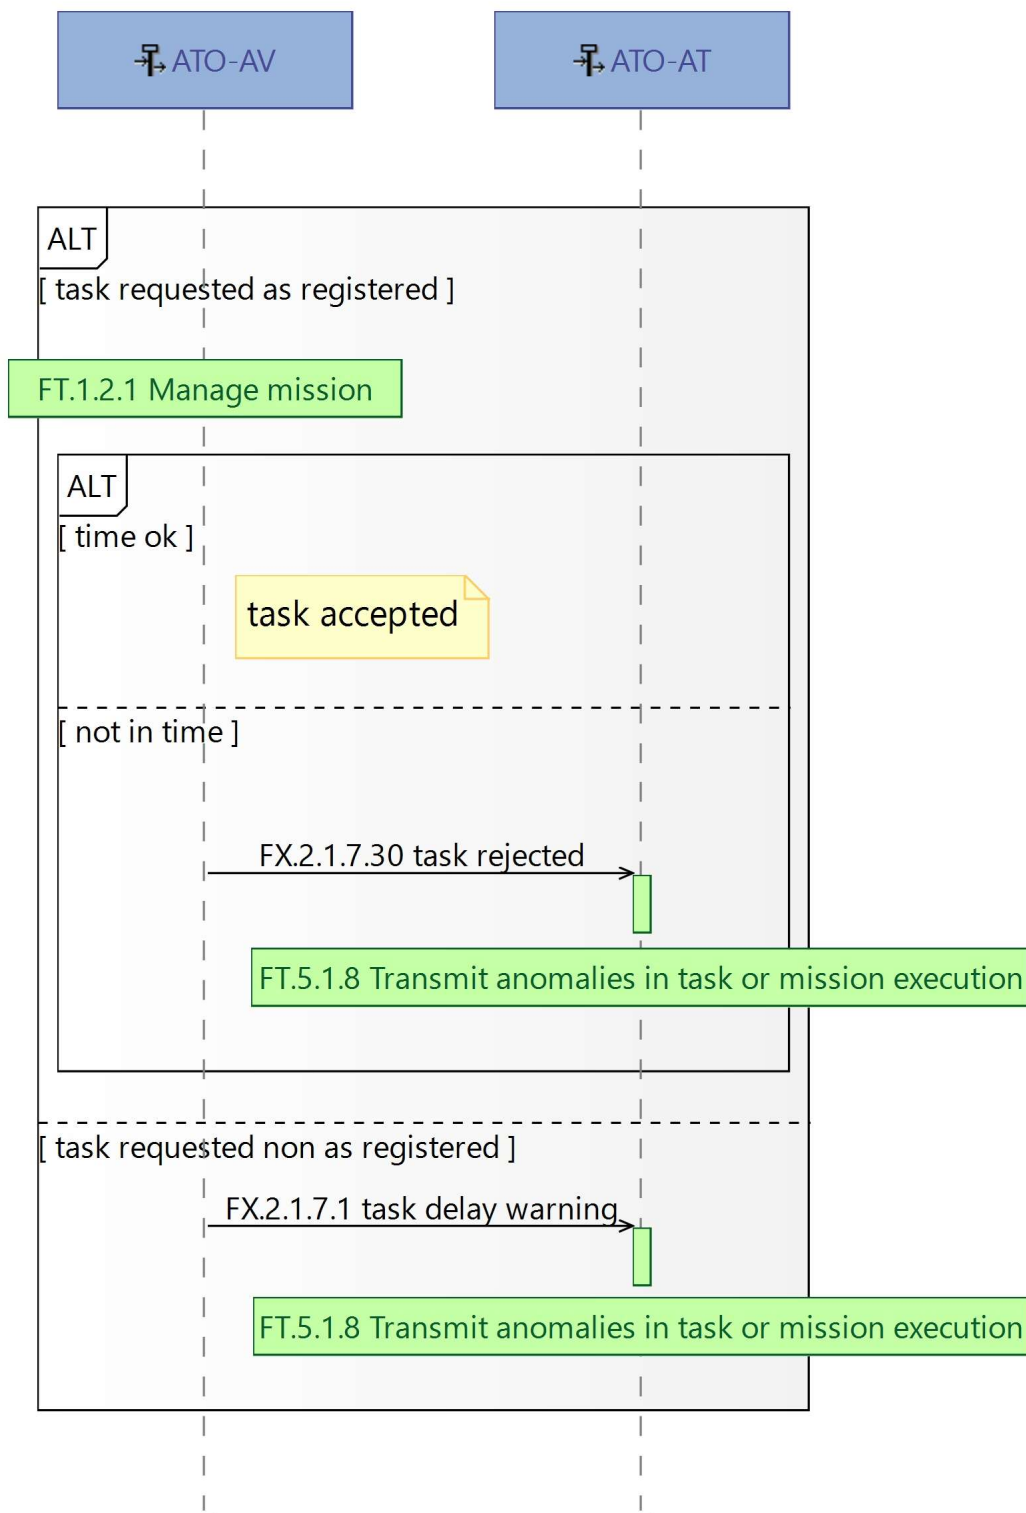 ATO-AV
ATO-AT
ALT
[ task requested as registered ]
FT.1.2.1 Manage mission
ALT
[ time ok ]
task accepted
[ not in time ]
FX.2.1.7.30 task rejected
FT.5.1.8 Transmit anomalies in task or mission execution
[ task requested non as registered ]
FX.2.1.7.1 task delay warning
FT.5.1.8 Transmit anomalies in task or mission execution